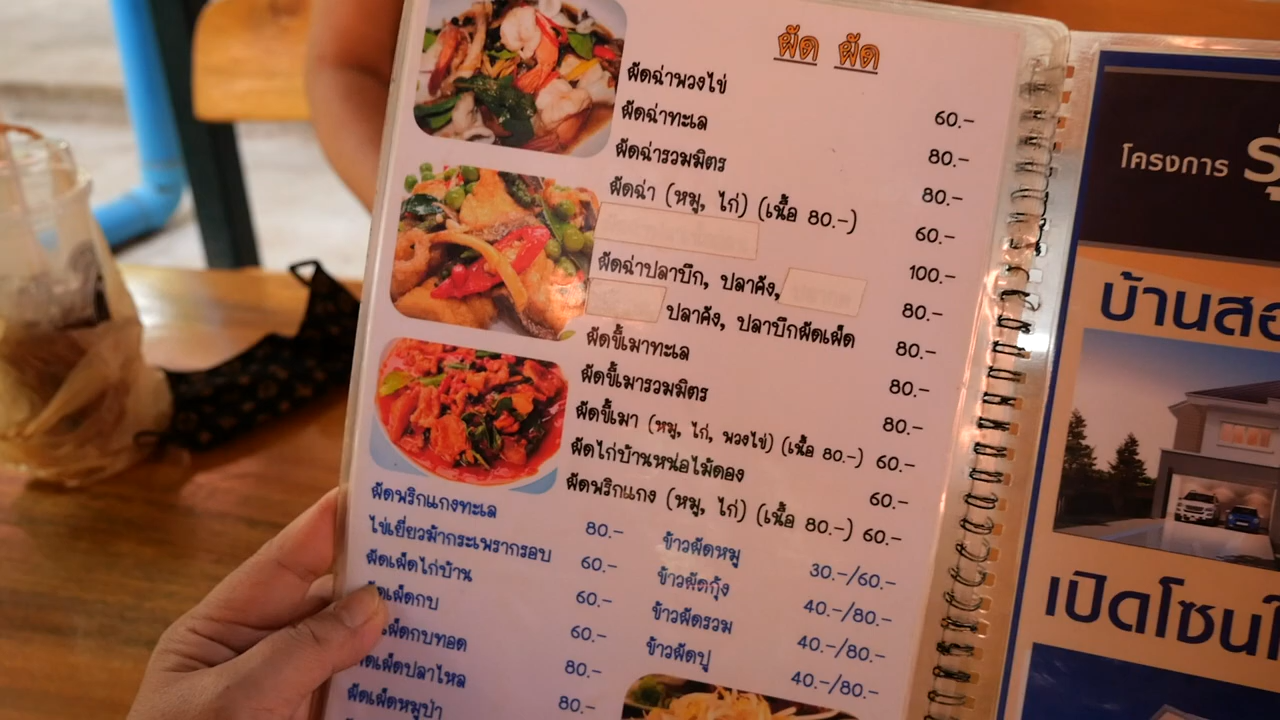 ผัด ผัด
ผัดฉ่าพวงไข่ 60.-
ผัดฉ่าทะเล 80.-
ผัดฉ่ารวมมิตร 80.-
ผัดฉ่า (หมู, ไก่) (เนื้อ 80.-) 60.-
100.-
ผัดฉ่าปลาบึก, ปลาคัง, 80.-
ปลาคัง, ปลาบึกผัดเผ็ด 80.-
ผัดขี้เมาทะเล 80.-
ผัดขี้เมารวมมิตร 80.-
ผัดขี้เมา (หมู, ไก่, พวงไข่) (เนื้อ 80.-) 60.-
ผัดไก่บ้านหน่อไม้ดอง 60.-
ผัดพริกแกง (หมู, ไก่) (เนื้อ 80.-) 60.-
ผัดพริกแกงทะเล 80.-
ไข่เยี่ยวม้ากระเพรากรอบ 60.-
ผัดเผ็ดไก่บ้าน 60.-
ผัดเผ็ดกบ 60.-
ผัดเผ็ดกบทอด 80.-
ผัดเผ็ดปลาไหล 80.-
ผัดเผ็ดหมูป่า
ข้าวผัดหมู 30.-/60.-
ข้าวผัดกุ้ง 40.-/80.-
ข้าวผัดรวม 40.-/80.-
ข้าวผัดปู 40.-/80.-
โครงการ
บ้านสอ
เปิดโซนใ